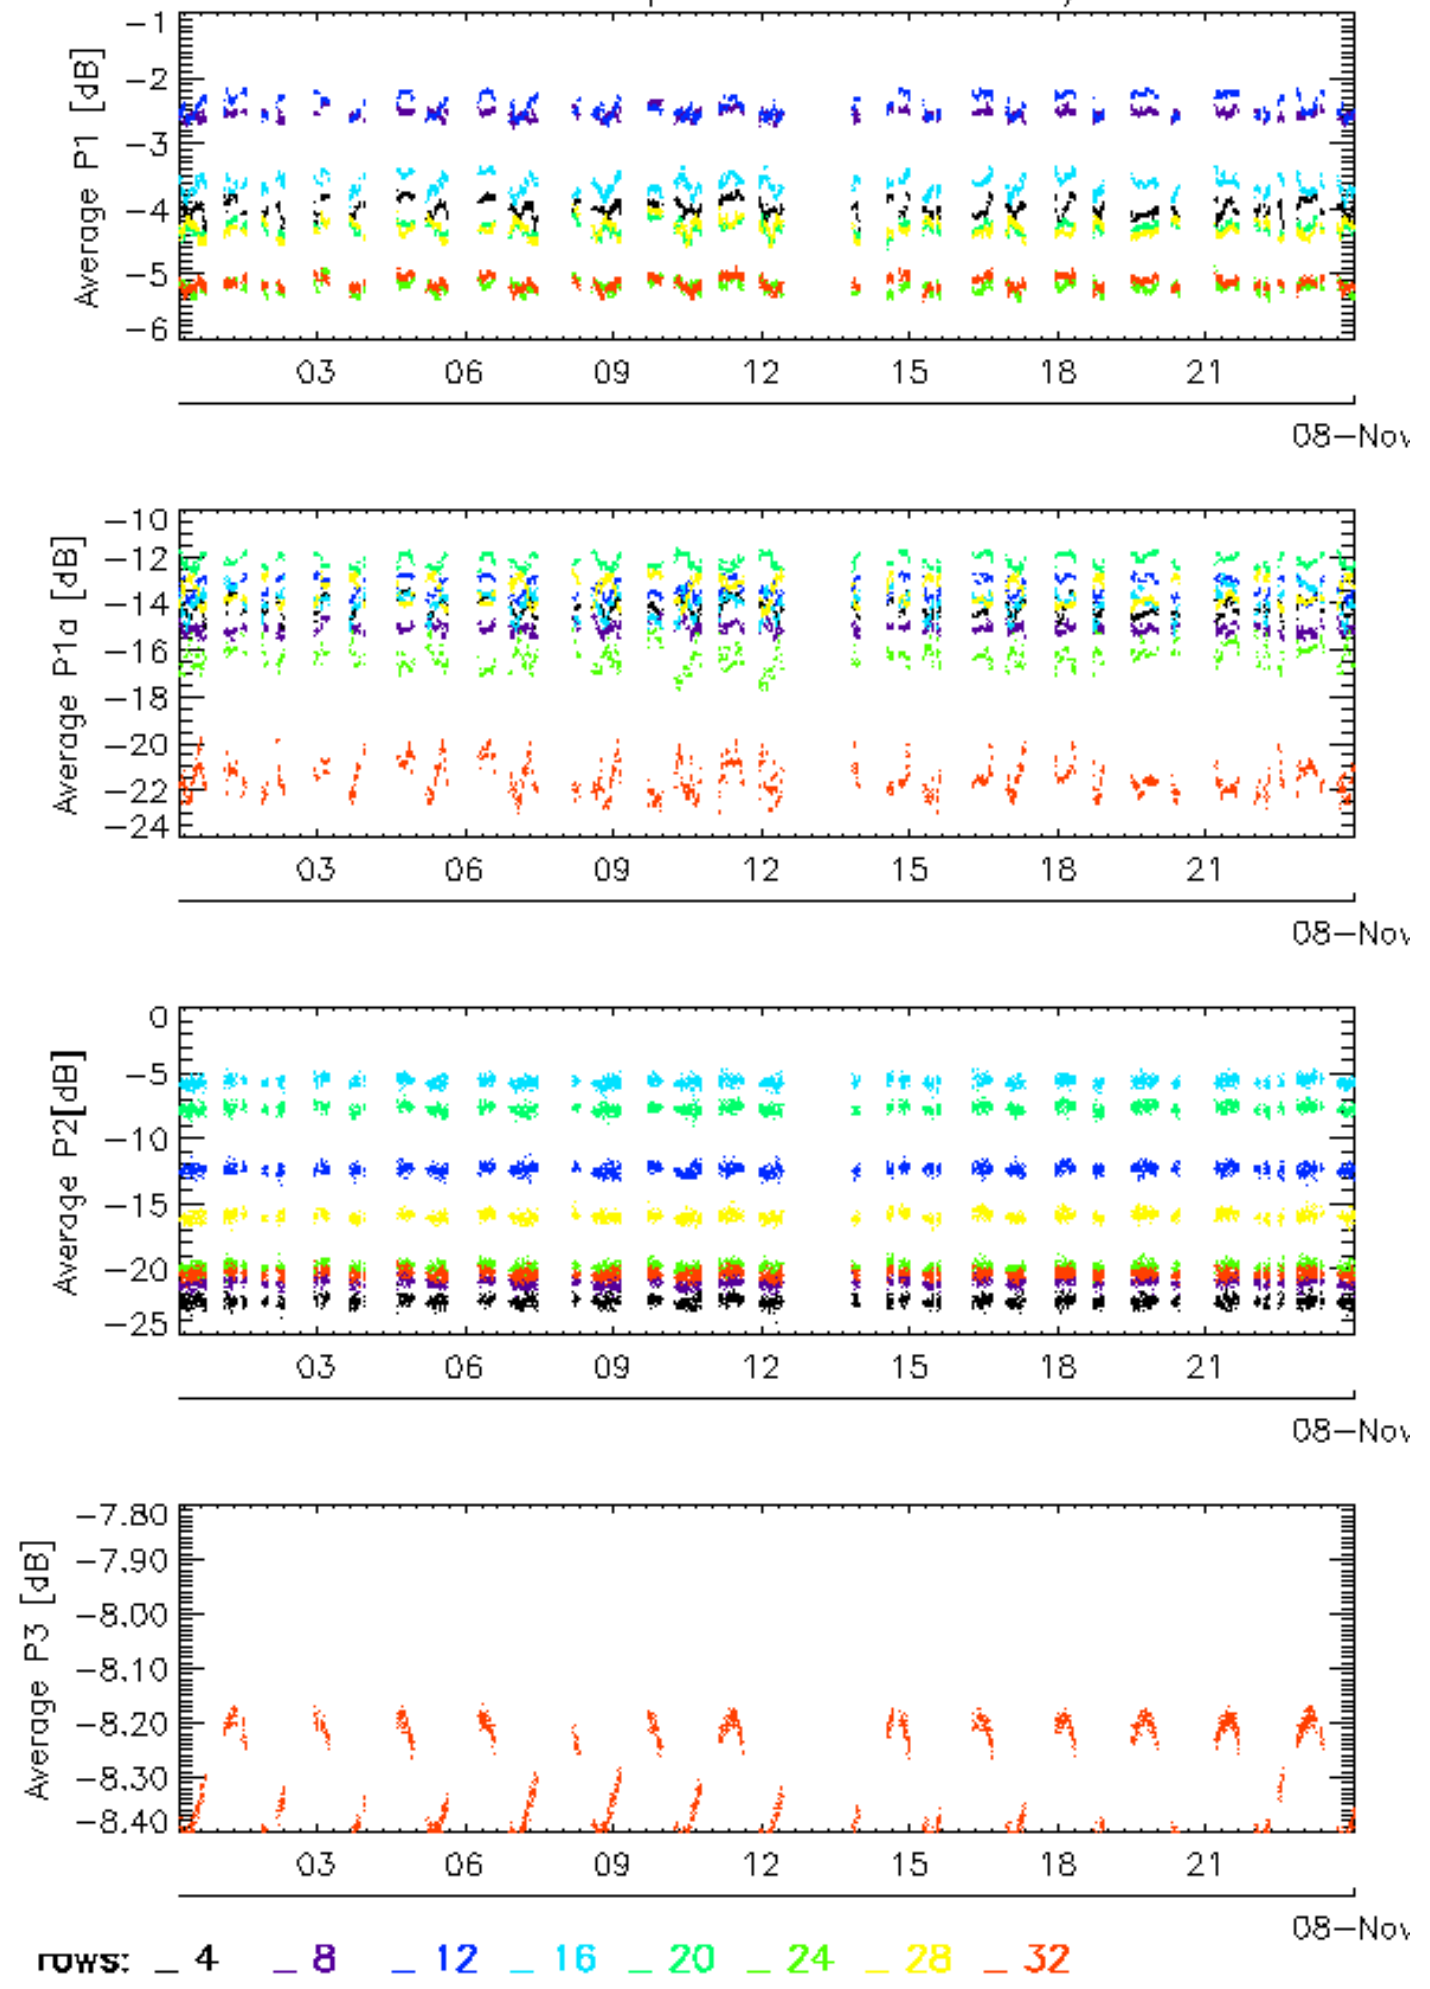 Average P1 [dB]
-1
-2
-3
-4
-5
-6
03 06 09 12 15 18 21
08-Nov
Average P1a [dB]
-10
-12
-14
-16
-18
-20
-22
-24
03 06 09 12 15 18 21
08-Nov
Average P2[dB]
0
-5
-10
-15
-20
-25
03 06 09 12 15 18 21
08-Nov
Average P3 [dB]
-7.80
-7.90
-8.00
-8.10
-8.20
-8.30
-8.40
03 06 09 12 15 18 21
08-Nov
rows: _ 4 _ 8 _ 12 _ 16 _ 20 _ 24 _ 28 _ 32